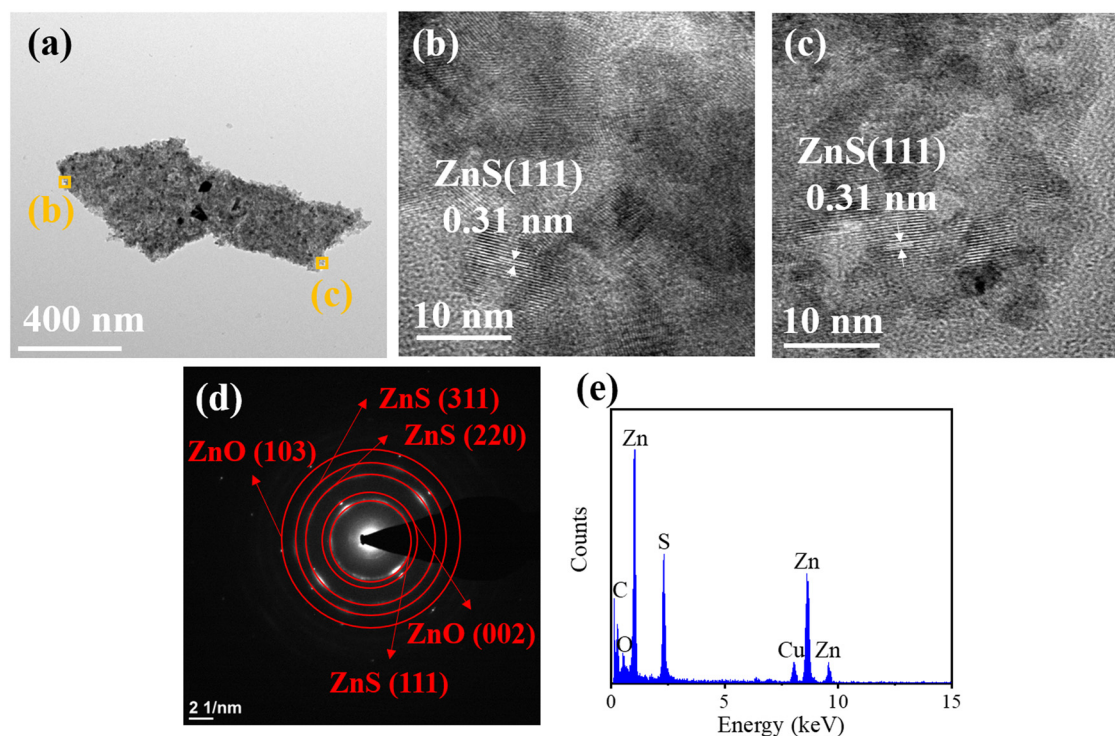 (a)
(b)
(c)
400 nm
(b)
ZnS(111)
0.31 nm
10 nm
(c)
ZnS(111)
0.31 nm
10 nm
(d)
ZnS (311)
ZnS (220)
ZnO (103)
ZnO (002)
ZnS (111)
2 1/nm
(e)
Counts
Zn
S
Zn
C
O
Cu
Zn
0
5
10
15
Energy (keV)